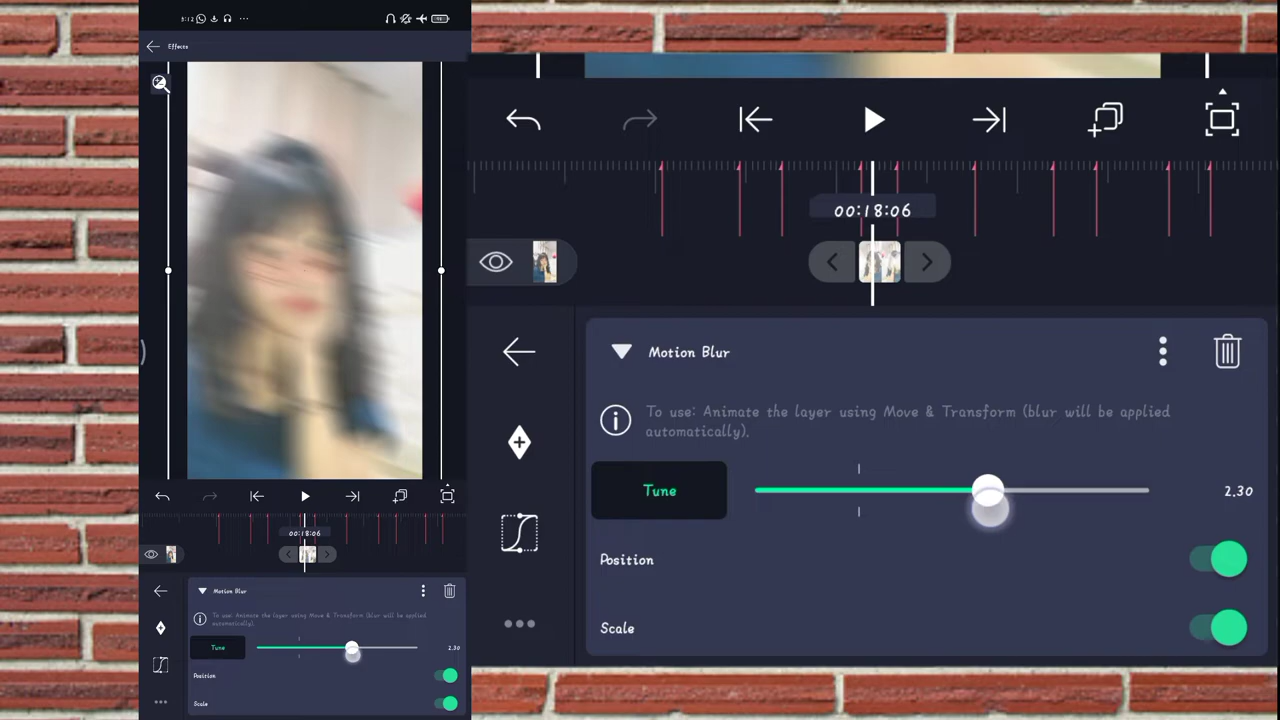 3:12
Effects
00:18:06
Motion Blur
To use: Animate the layer using Move & Transform (blur will be applied
automatically).
Tune
2.30
Position
Scale
00:18:06
Motion Blur
To use: Animate the layer using Move & Transform (blur will be applied
automatically).
Tune
2.30
Position
Scale